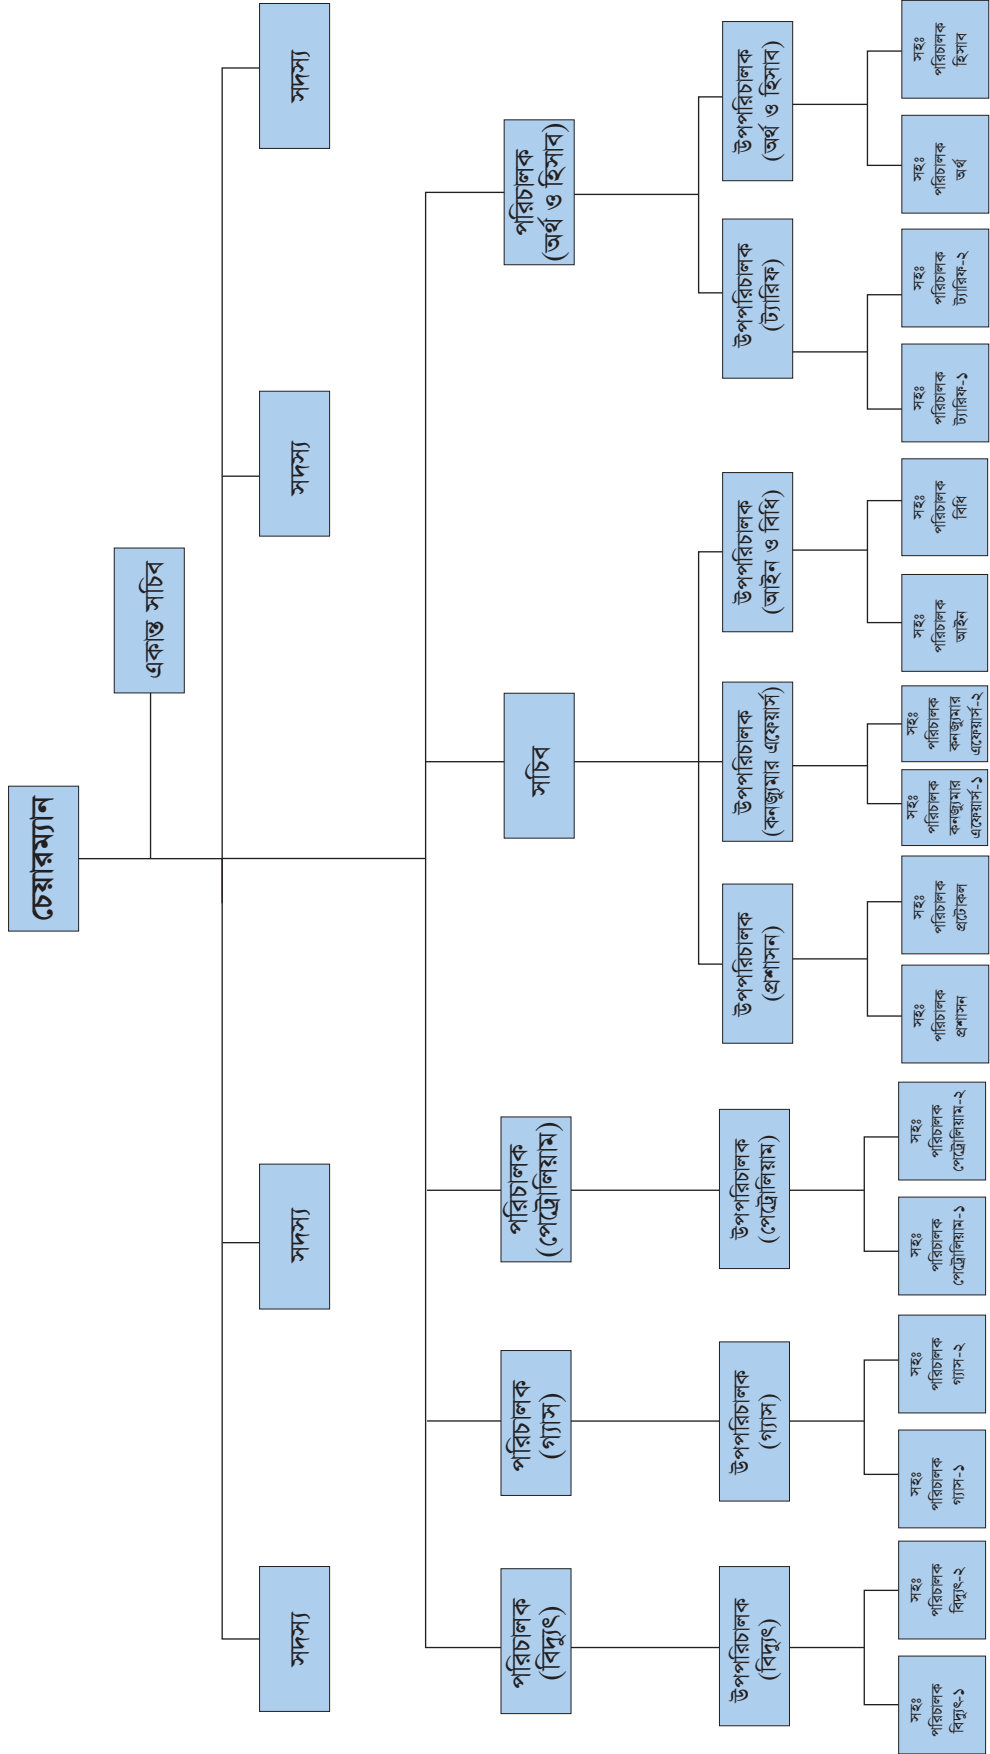 চেয়ারম্যান
একান্ত সচিব
সদস্য
সদস্য
সদস্য
সদস্য
পরিচালক
(বিদ্যুৎ)
পরিচালক
(গ্যাস)
পরিচালক
(পেট্রোলিয়াম)
সচিব
পরিচালক
(অর্থ ও হিসাব)
উপপরিচালক
(বিদ্যুৎ)
উপপরিচালক
(গ্যাস)
উপপরিচালক
(পেট্রোলিয়াম)
উপপরিচালক
(প্রশাসন)
উপপরিচালক
(কনজ্যুমার এফেয়ার্স)
উপপরিচালক
(আইন ও বিধি)
উপপরিচালক
(ট্যারিফ)
উপপরিচালক
(অর্থ ও হিসাব)
সহঃ
পরিচালক
বিদ্যুৎ-১
সহঃ
পরিচালক
বিদ্যুৎ-২
সহঃ
পরিচালক
গ্যাস-১
সহঃ
পরিচালক
গ্যাস-২
সহঃ
পরিচালক
পেট্রোলিয়াম-১
সহঃ
পরিচালক
পেট্রোলিয়াম-২
সহঃ
পরিচালক
প্রশাসন
সহঃ
পরিচালক
প্রটোকল
সহঃ
পরিচালক
কনজ্যুমার
এফেয়ার্স-১
সহঃ
পরিচালক
কনজ্যুমার
এফেয়ার্স-২
সহঃ
পরিচালক
আইন
সহঃ
পরিচালক
বিধি
সহঃ
পরিচালক
ট্যারিফ-১
সহঃ
পরিচালক
ট্যারিফ-২
সহঃ
পরিচালক
অর্থ
সহঃ
পরিচালক
হিসাব